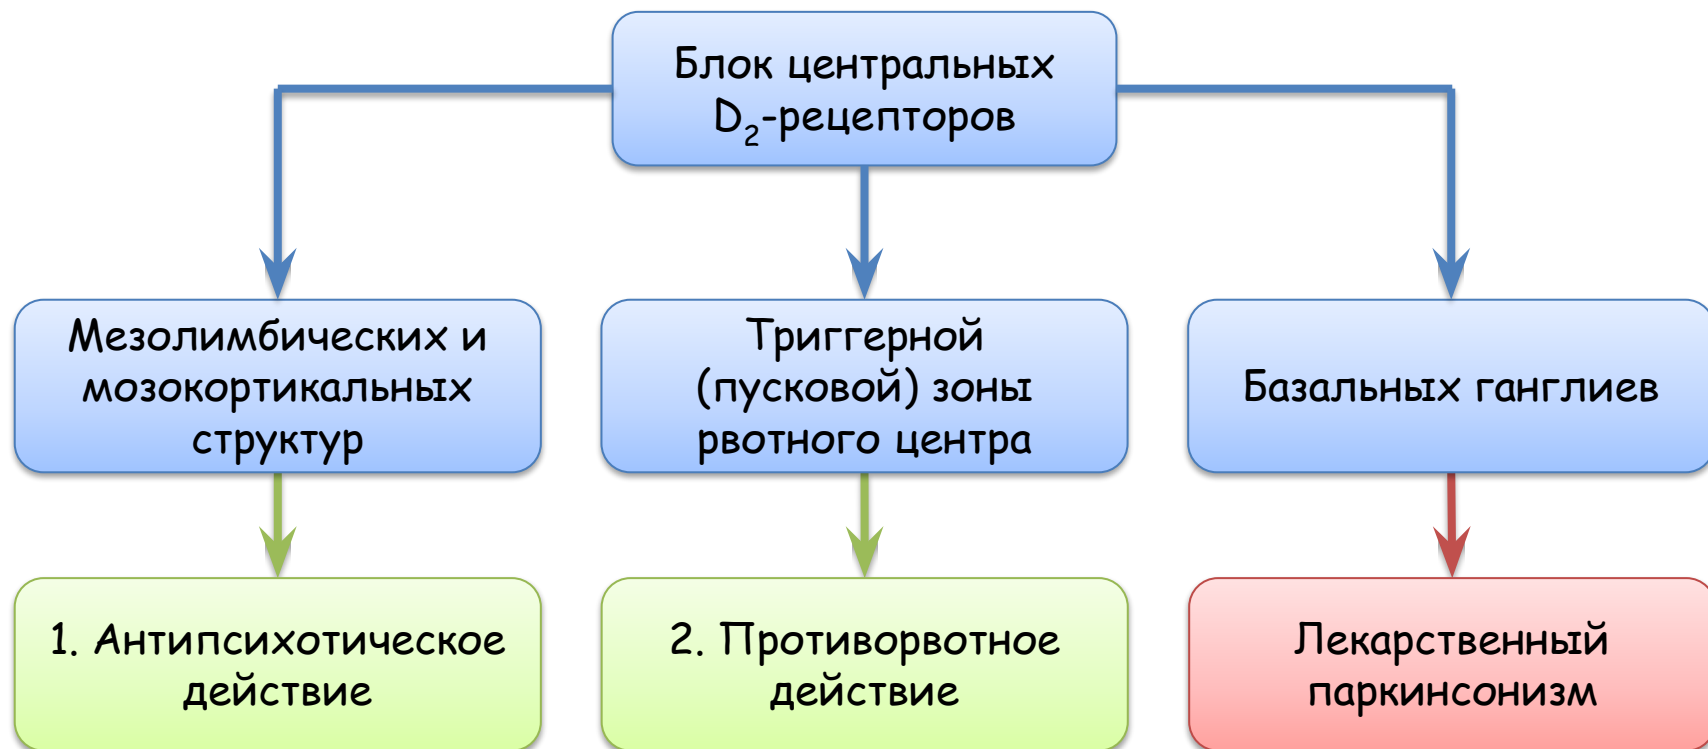 Блок центральных
D₂-рецепторов
Мезолимбических и
мозокортикальных
структур
Триггерной
(пусковой) зоны
рвотного центра
Базальных ганглиев
1. Антипсихотическое
действие
2. Противорвотное
действие
Лекарственный
паркинсонизм